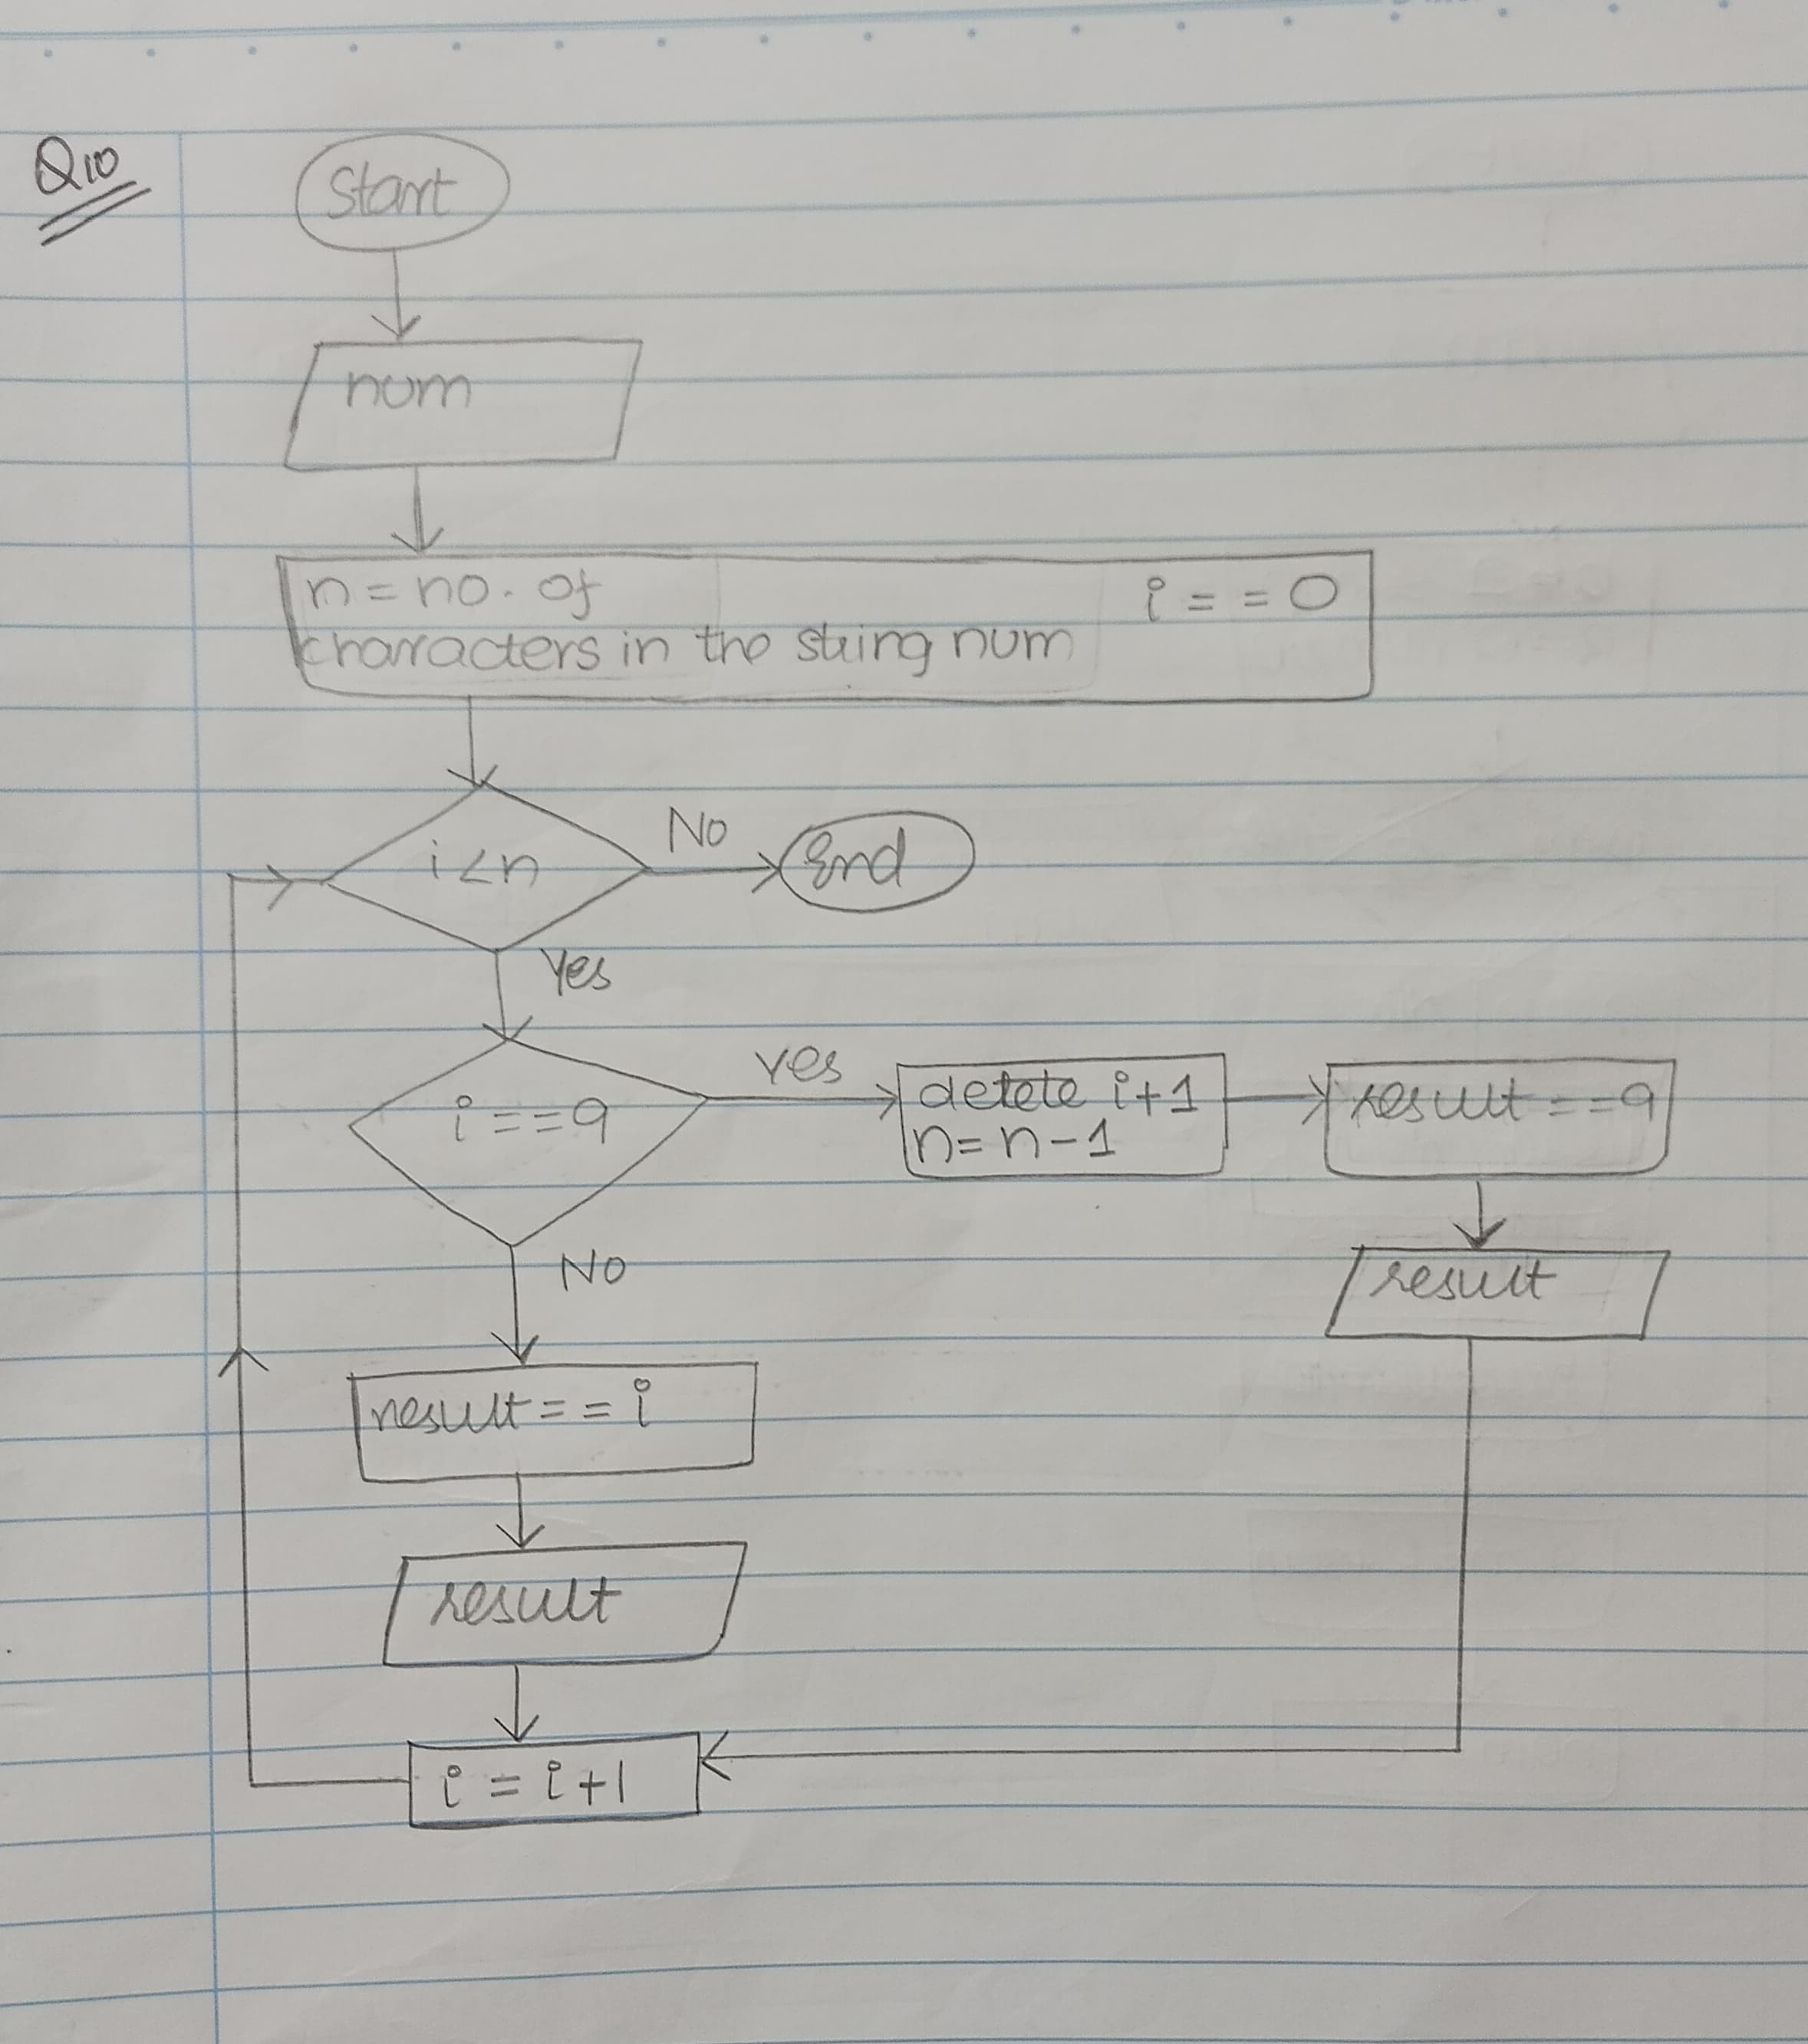 Q10
Start
num
n = no. of
characters in the string num
i = = 0
i < n
No
End
Yes
i = = 9
Yes
delete i+1
n = n - 1
result = = 9
result
No
result = = i
result
i = i + 1